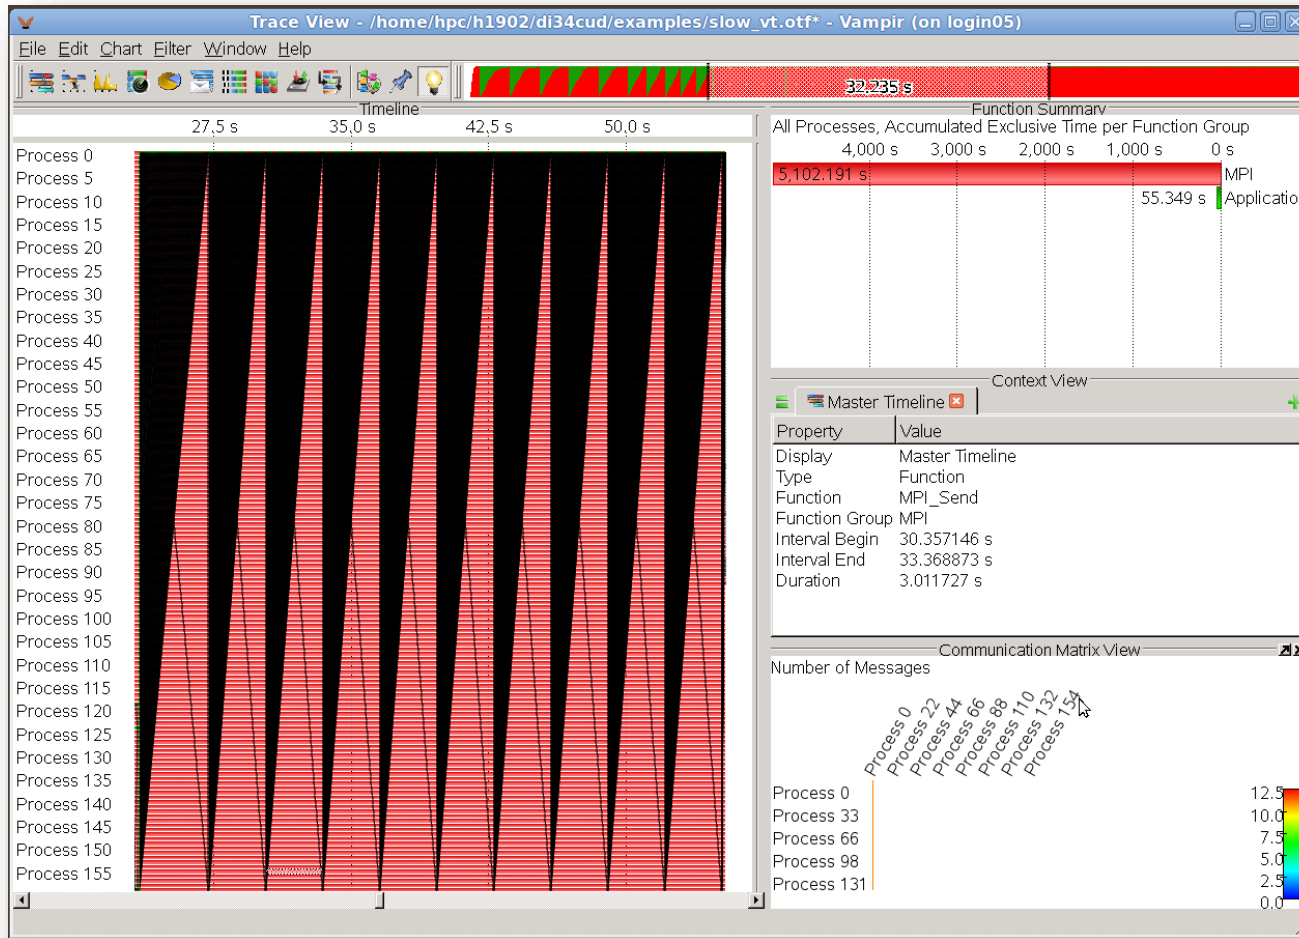 Trace View - /home/hpc/h1902/di34cud/examples/slow_vt.otf* - Vampir (on login05)
File Edit Chart Filter Window Help
32.235 s
Timeline
27,5 s 35,0 s 42,5 s 50,0 s
Process 0
Process 5
Process 10
Process 15
Process 20
Process 25
Process 30
Process 35
Process 40
Process 45
Process 50
Process 55
Process 60
Process 65
Process 70
Process 75
Process 80
Process 85
Process 90
Process 95
Process 100
Process 105
Process 110
Process 115
Process 120
Process 125
Process 130
Process 135
Process 140
Process 145
Process 150
Process 155
Function Summary
All Processes, Accumulated Exclusive Time per Function Group
4,000 s 3,000 s 2,000 s 1,000 s 0 s
5,102.191 s MPI
55.349 s Applicatio
Context View
Master Timeline
Property Value
Display Master Timeline
Type Function
Function MPI_Send
Function Group MPI
Interval Begin 30.357146 s
Interval End 33.368873 s
Duration 3.011727 s
Communication Matrix View
Number of Messages
Process 0
Process 22
Process 44
Process 66
Process 88
Process 110
Process 132
Process 154
Process 0
Process 33
Process 66
Process 98
Process 131
12.5
10.0
7.5
5.0
2.5
0.0